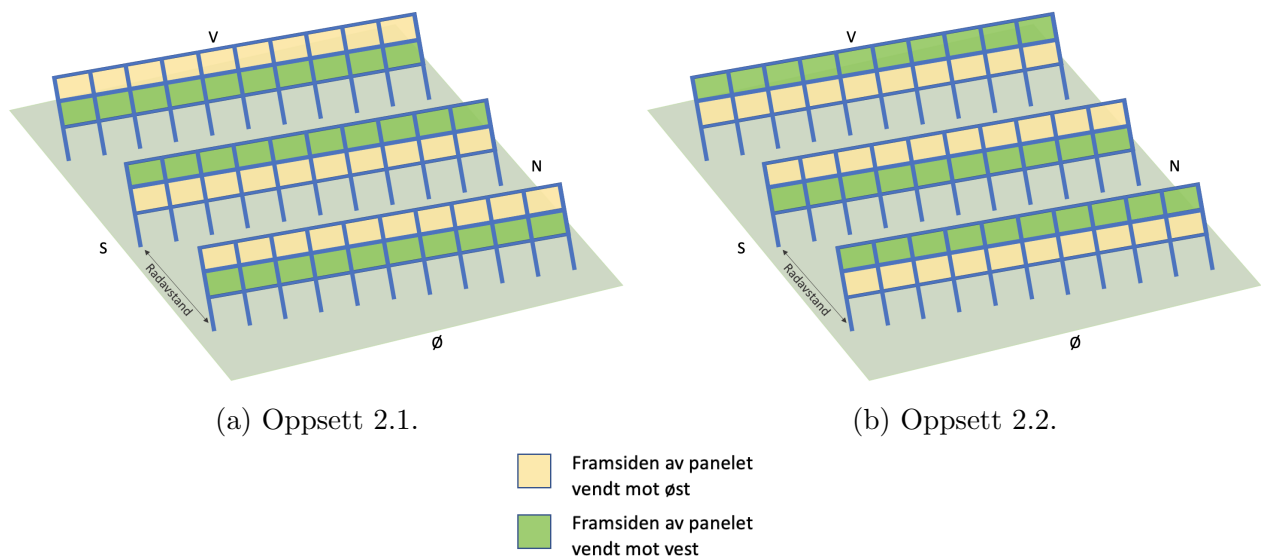 V
N
S
Radavstand
Ø
(a) Oppsett 2.1.
V
N
S
Radavstand
Ø
(b) Oppsett 2.2.
Framsiden av panelet
vendt mot øst
Framsiden av panelet
vendt mot vest